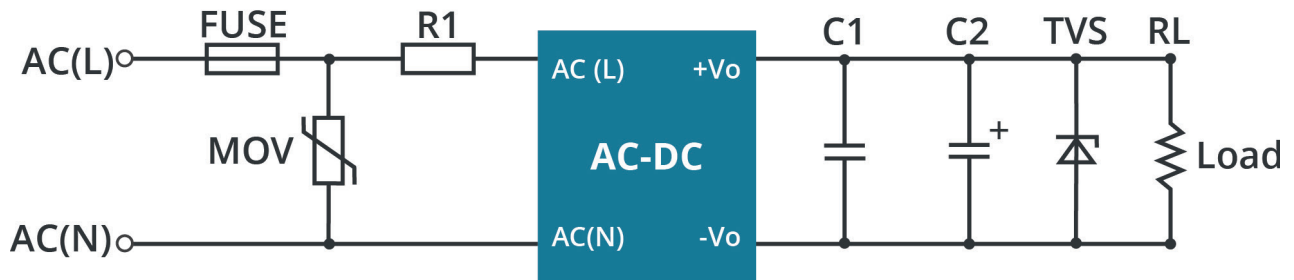 FUSE
R1
C1
C2
TVS
RL
AC(L)
AC (L)
+Vo
MOV
AC-DC
+
Load
AC(N)
AC(N)
-Vo